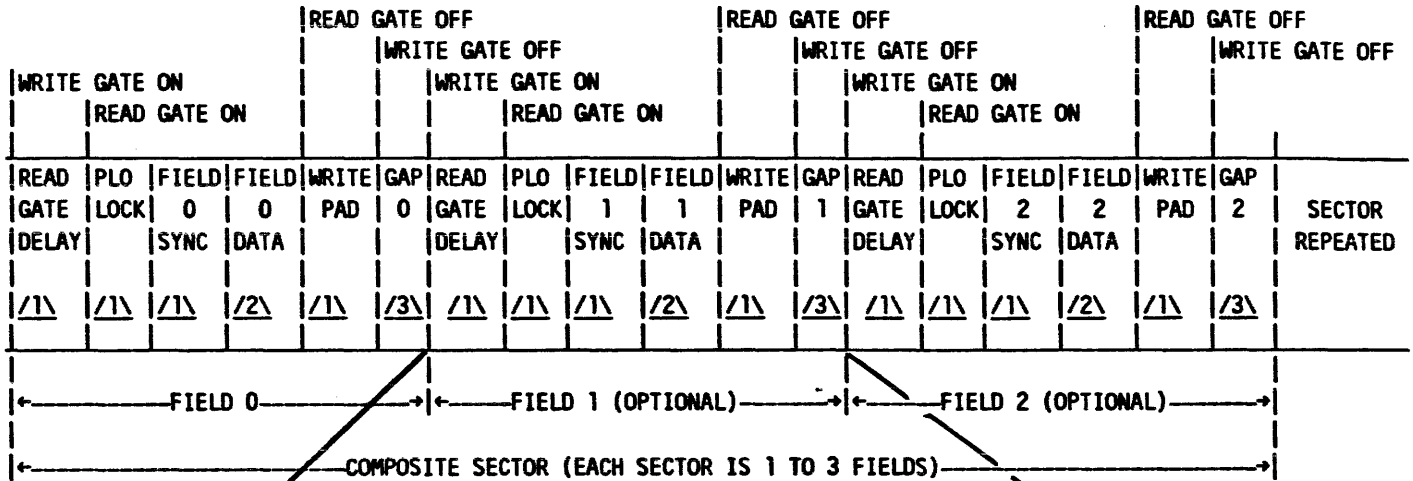 READ GATE OFF READ GATE OFF READ GATE OFF
WRITE GATE OFF WRITE GATE OFF WRITE GATE OFF
WRITE GATE ON WRITE GATE ON WRITE GATE ON
READ GATE ON READ GATE ON READ GATE ON
READ PLO FIELD FIELD WRITE GAP READ PLO FIELD FIELD WRITE GAP READ PLO FIELD FIELD WRITE GAP
GATE LOCK 0 0 PAD 0 GATE LOCK 1 1 PAD 1 GATE LOCK 2 2 PAD 2 SECTOR
DELAY SYNC DATA DELAY SYNC DATA DELAY SYNC DATA REPEATED
/1\ /1\ /1\ /2\ /1\ /3\ /1\ /1\ /1\ /2\ /1\ /3\ /1\ /1\ /1\ /2\ /1\ /3\
FIELD 0 FIELD 1 (OPTIONAL) FIELD 2 (OPTIONAL)
COMPOSITE SECTOR (EACH SECTOR IS 1 TO 3 FIELDS)